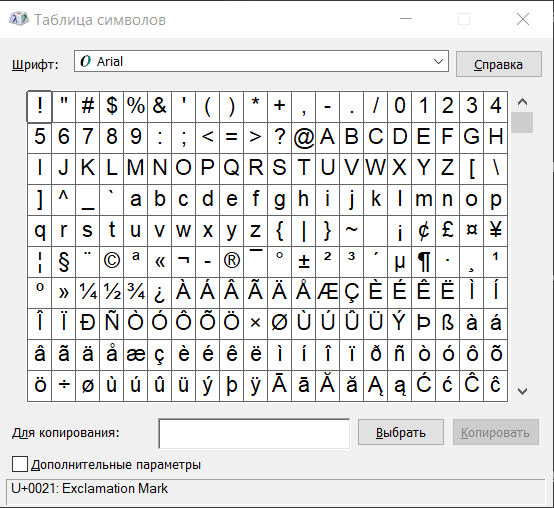 Таблица символов
Шрифт: Arial Справка
! " # $ % & ' ( ) * + , - . / 0 1 2 3 4
5 6 7 8 9 : ; < = > ? @ A B C D E F G H
I J K L M N O P Q R S T U V W X Y Z [ \
] ^ _ ` a b c d e f g h i j k l m n o p
q r s t u v w x y z { | } ~ ¡ ¢ £ ¤ ¥
¦ § ¨ © ª « ¬ - ® ¯ ° ± ² ³ ´ µ ¶ · ¸ ¹
º » ¼ ½ ¾ ¿ À Á Â Ã Ä Å Æ Ç È É Ê Ë Ì Í
Î Ï Ð Ñ Ò Ó Ô Õ Ö × Ø Ù Ú Û Ü Ý Þ ß à á
â ã ä å æ ç è é ê ë ì í î ï ð ñ ò ó ô õ
ö ÷ ø ù ú û ü ý þ ÿ Ā ā Ă ă Ą ą Ć ć Ĉ ĉ
Для копирования: Выбрать Копировать
Дополнительные параметры
U+0021: Exclamation Mark